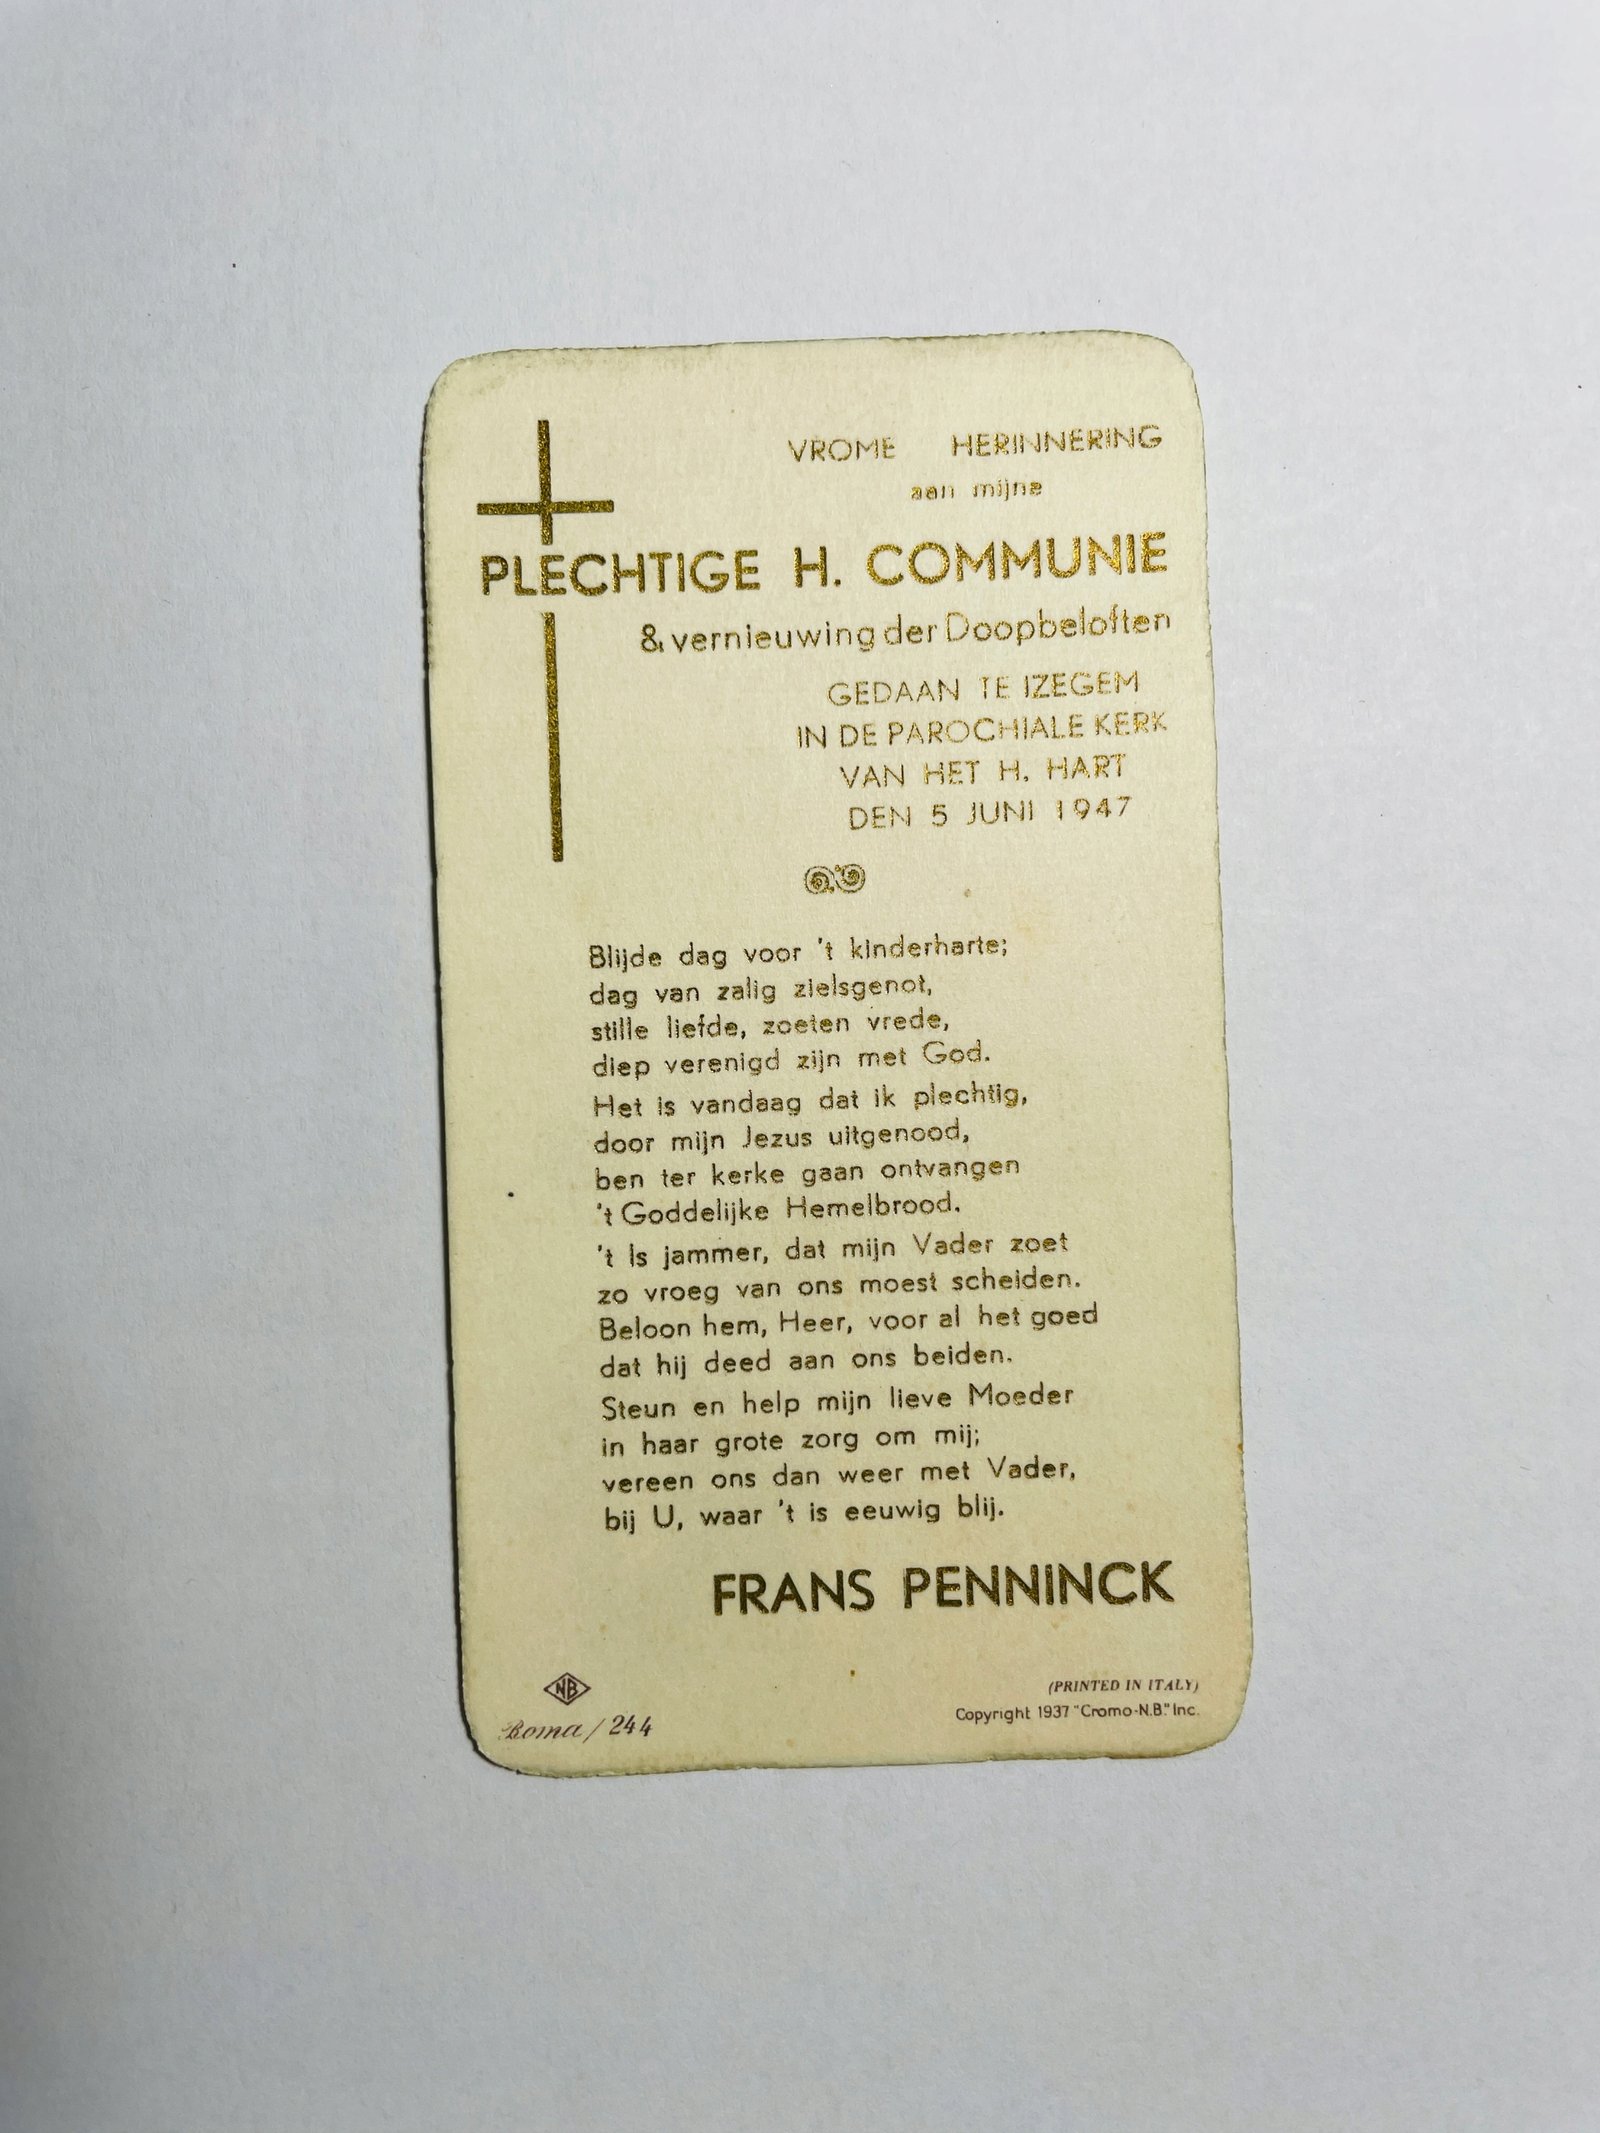 VROME HERINNERING
aan mijne
PLECHTIGE H. COMMUNIE
& vernieuwing der Doopbeloften
GEDAAN TE IZEGEM
IN DE PAROCHIALE KERK
VAN HET H. HART
DEN 5 JUNI 1947
Blijde dag voor 't kinderharte;
dag van zalig zielsgenot,
stille liefde, zoeten vrede,
diep verenigd zijn met God.
Het is vandaag dat ik plechtig,
door mijn Jezus uitgenood,
ben ter kerke gaan ontvangen
't Goddelijke Hemelbrood.
't Is jammer, dat mijn Vader zoet
zo vroeg van ons moest scheiden.
Beloon hem, Heer, voor al het goed
dat hij deed aan ons beiden.
Steun en help mijn lieve Moeder
in haar grote zorg om mij;
vereen ons dan weer met Vader,
bij U, waar 't is eeuwig blij.
FRANS PENNINCK
NB
Roma / 244
(PRINTED IN ITALY)
Copyright 1937 "Cromo-N.B." Inc.